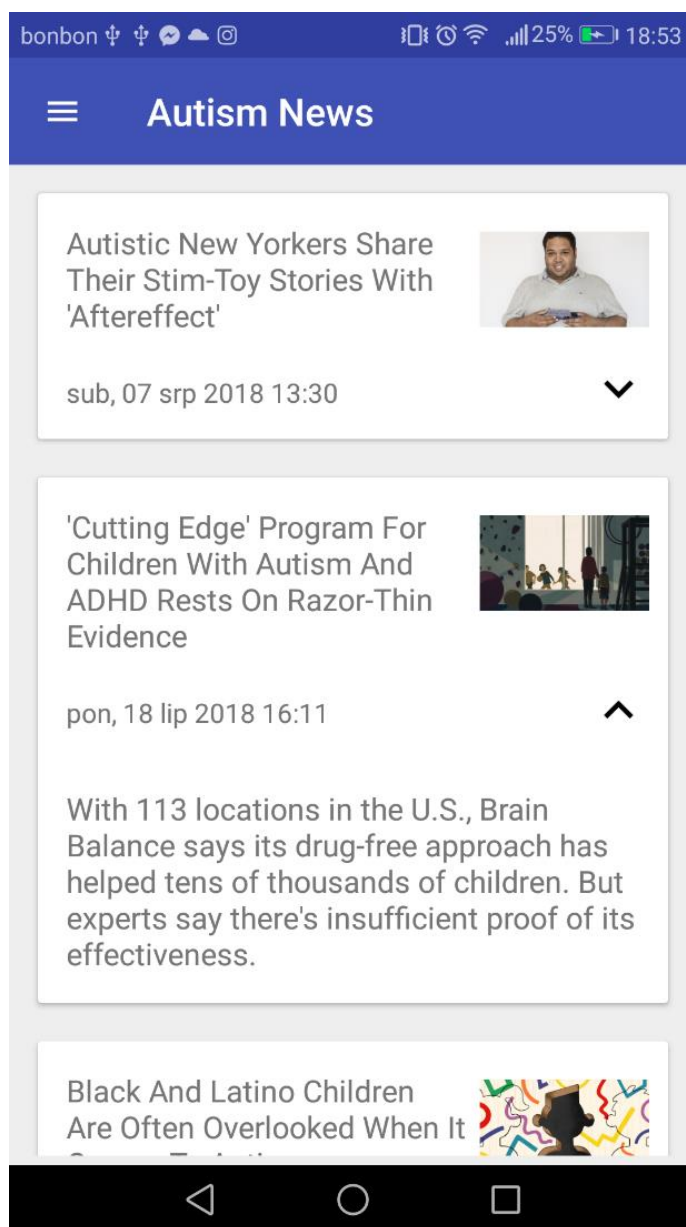 bonbon 25% 18:53
Autism News
Autistic New Yorkers Share
Their Stim-Toy Stories With
'Aftereffect'
sub, 07 srp 2018 13:30
'Cutting Edge' Program For
Children With Autism And
ADHD Rests On Razor-Thin
Evidence
pon, 18 lip 2018 16:11
With 113 locations in the U.S., Brain
Balance says its drug-free approach has
helped tens of thousands of children. But
experts say there's insufficient proof of its
effectiveness.
Black And Latino Children
Are Often Overlooked When It